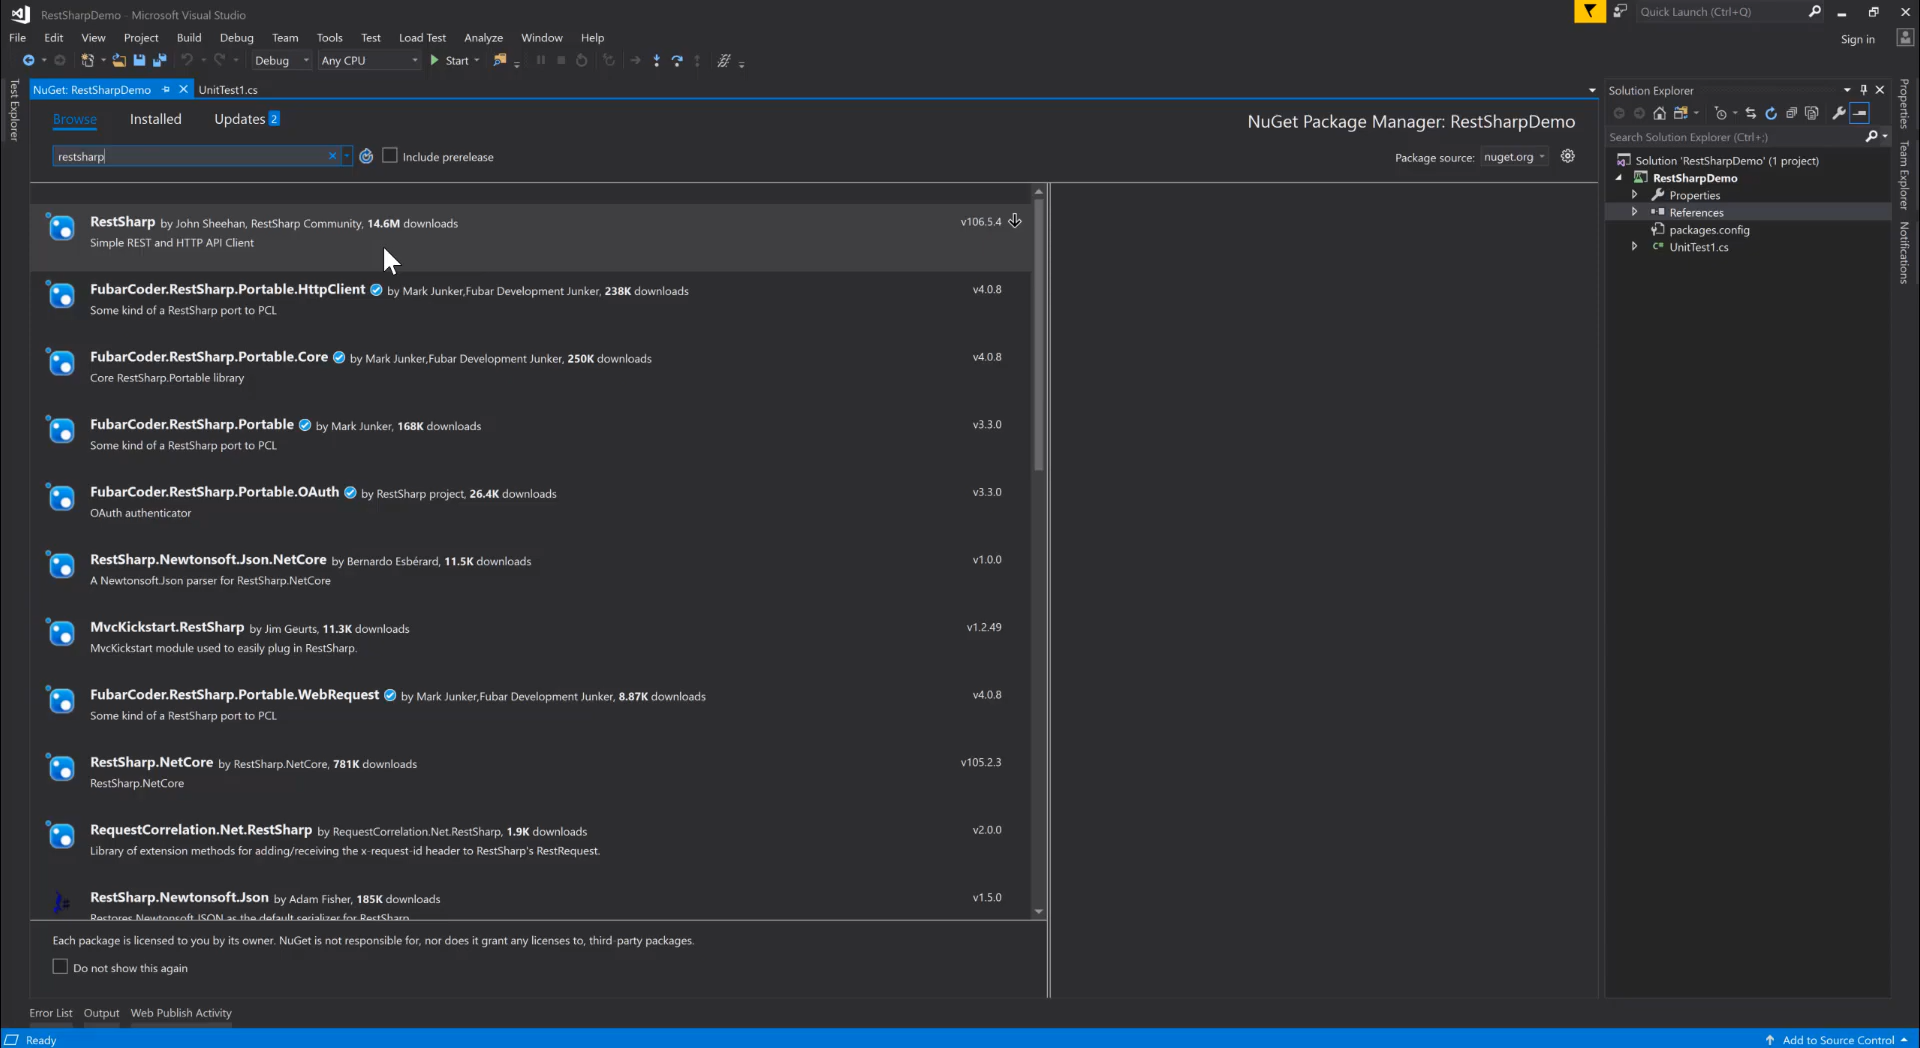 RestSharpDemo - Microsoft Visual Studio
Quick Launch (Ctrl+Q)
File Edit View Project Build Debug Team Tools Test Load Test Analyze Window Help
Sign in
Debug Any CPU Start
NuGet: RestSharpDemo UnitTest1.cs
Test Explorer
Browse Installed Updates 2
NuGet Package Manager: RestSharpDemo
restsharp
Include prerelease
Package source: nuget.org
RestSharp by John Sheehan, RestSharp Community, 14.6M downloads v106.5.4
Simple REST and HTTP API Client
FubarCoder.RestSharp.Portable.HttpClient by Mark Junker,Fubar Development Junker, 238K downloads v4.0.8
Some kind of a RestSharp port to PCL
FubarCoder.RestSharp.Portable.Core by Mark Junker,Fubar Development Junker, 250K downloads v4.0.8
Core RestSharp.Portable library
FubarCoder.RestSharp.Portable by Mark Junker, 168K downloads v3.3.0
Some kind of a RestSharp port to PCL
FubarCoder.RestSharp.Portable.OAuth by RestSharp project, 26.4K downloads v3.3.0
OAuth authenticator
RestSharp.Newtonsoft.Json.NetCore by Bernardo Esbérard, 11.5K downloads v1.0.0
A Newtonsoft.Json parser for RestSharp.NetCore
MvcKickstart.RestSharp by Jim Geurts, 11.3K downloads v1.2.49
MvcKickstart module used to easily plug in RestSharp.
FubarCoder.RestSharp.Portable.WebRequest by Mark Junker,Fubar Development Junker, 8.87K downloads v4.0.8
Some kind of a RestSharp port to PCL
RestSharp.NetCore by RestSharp.NetCore, 781K downloads v105.2.3
RestSharp.NetCore
RequestCorrelation.Net.RestSharp by RequestCorrelation.Net.RestSharp, 1.9K downloads v2.0.0
Library of extension methods for adding/receiving the x-request-id header to RestSharp's RestRequest.
RestSharp.Newtonsoft.Json by Adam Fisher, 185K downloads v1.5.0
Restores Newtonsoft JSON as the default serializer for RestSharp
Each package is licensed to you by its owner. NuGet is not responsible for, nor does it grant any licenses to, third-party packages.
Do not show this again
Solution Explorer
Search Solution Explorer (Ctrl+;)
Solution 'RestSharpDemo' (1 project)
RestSharpDemo
Properties
References
packages.config
UnitTest1.cs
Properties
Team Explorer
Notifications
Error List Output Web Publish Activity
Ready
Add to Source Control